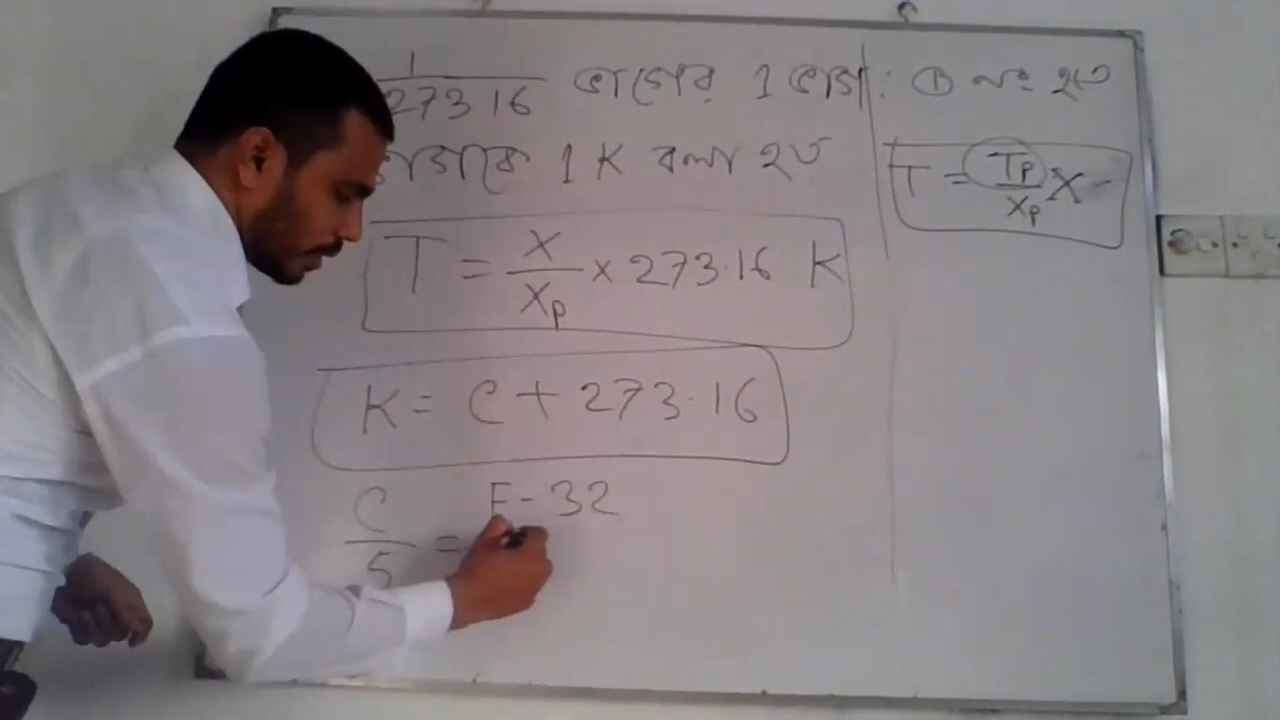 1/273.16 ভাগের 1 ভাগ
কে 1 K বলা হয়
T = X/Xp × 273.16 K
K = C + 273.16
C/5 = F - 32
① নং হতে
T = Tp/Xp X